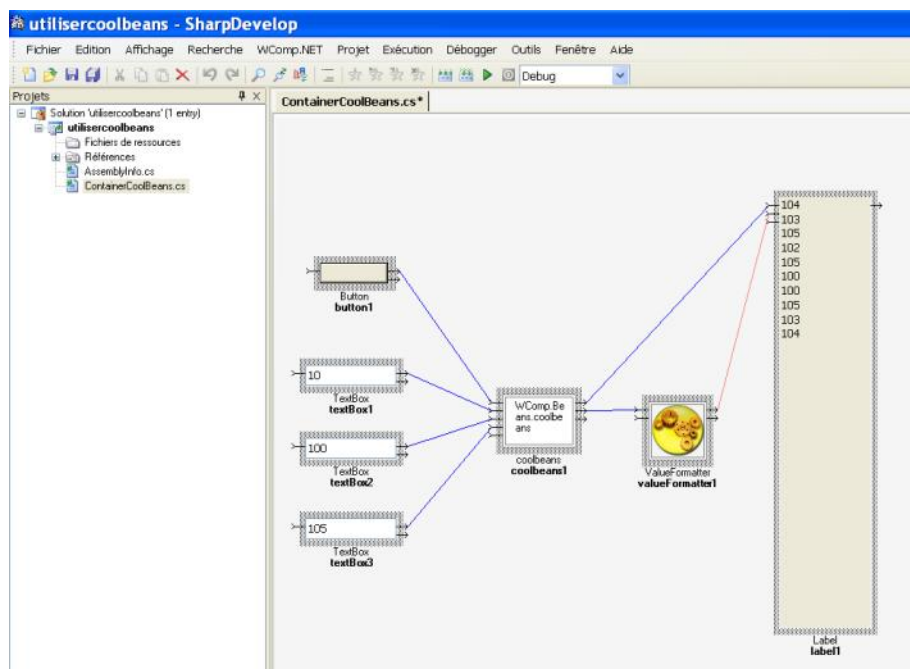 utilisercoolbeans - SharpDevelop
Fichier Edition Affichage Recherche WComp.NET Projet Exécution Débogger Outils Fenêtre Aide
Debug
Projets
ContainerCoolBeans.cs*
Solution 'utilisercoolbeans' (1 entry)
utilisercoolbeans
Fichiers de ressources
Références
AssemblyInfo.cs
ContainerCoolBeans.cs
Button
button1
10
TextBox
textBox1
100
TextBox
textBox2
105
TextBox
textBox3
WComp.Be
ans.coolbe
ans
coolbeans
coolbeans1
ValueFormatter
valueFormatter1
104
103
105
102
105
100
100
105
103
104
Label
label1